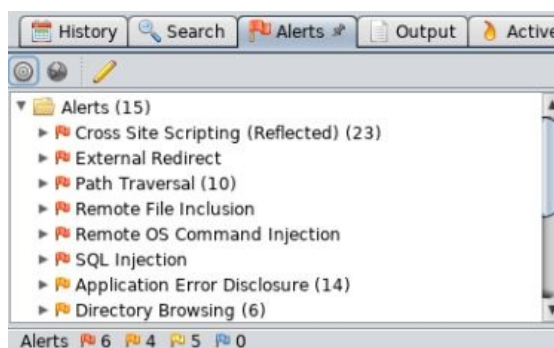 History Search Alerts Output Active
Alerts (15)
Cross Site Scripting (Reflected) (23)
External Redirect
Path Traversal (10)
Remote File Inclusion
Remote OS Command Injection
SQL Injection
Application Error Disclosure (14)
Directory Browsing (6)
Alerts 6 4 5 0